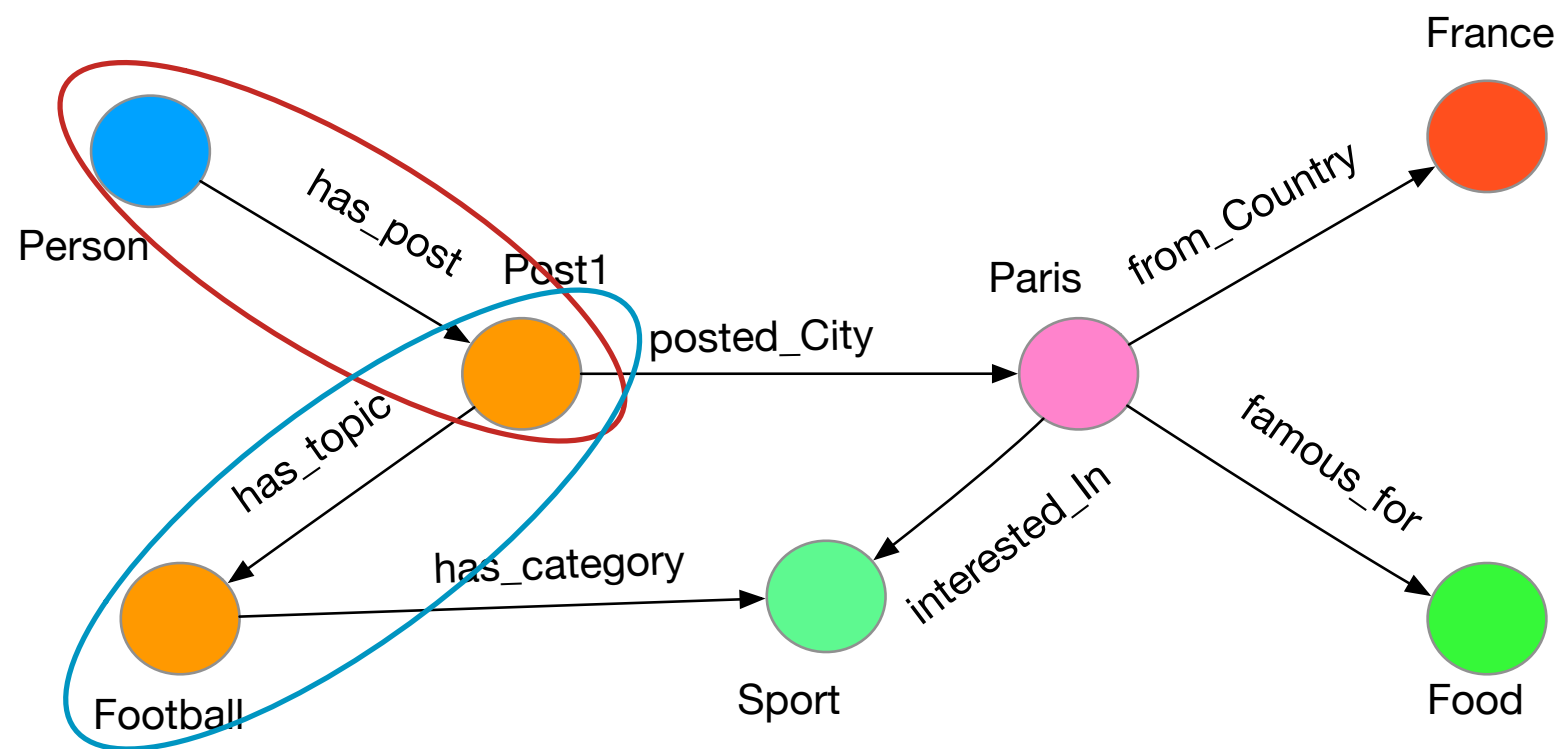 France
Person
has_post
Post1
Paris
from_Country
posted_City
has_topic
famous_for
interested_In
has_category
Football
Sport
Food